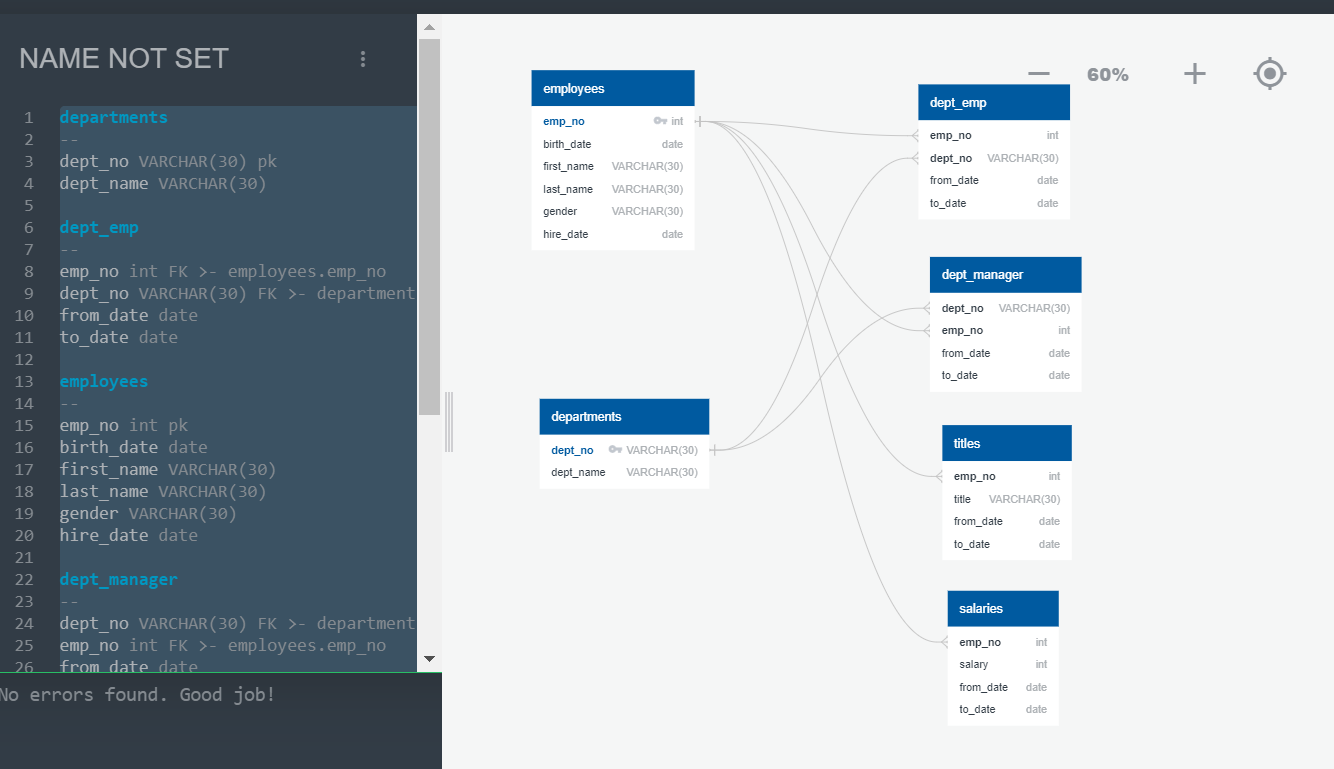 NAME NOT SET
1 departments
2 --
3 dept_no VARCHAR(30) pk
4 dept_name VARCHAR(30)
5
6 dept_emp
7 --
8 emp_no int FK >- employees.emp_no
9 dept_no VARCHAR(30) FK >- department
10 from_date date
11 to_date date
12
13 employees
14 --
15 emp_no int pk
16 birth_date date
17 first_name VARCHAR(30)
18 last_name VARCHAR(30)
19 gender VARCHAR(30)
20 hire_date date
21
22 dept_manager
23 --
24 dept_no VARCHAR(30) FK >- department
25 emp_no int FK >- employees.emp_no
26 from_date date
No errors found. Good job!
60%
employees
emp_no int
birth_date date
first_name VARCHAR(30)
last_name VARCHAR(30)
gender VARCHAR(30)
hire_date date
departments
dept_no VARCHAR(30)
dept_name VARCHAR(30)
dept_emp
emp_no int
dept_no VARCHAR(30)
from_date date
to_date date
dept_manager
dept_no VARCHAR(30)
emp_no int
from_date date
to_date date
titles
emp_no int
title VARCHAR(30)
from_date date
to_date date
salaries
emp_no int
salary int
from_date date
to_date date